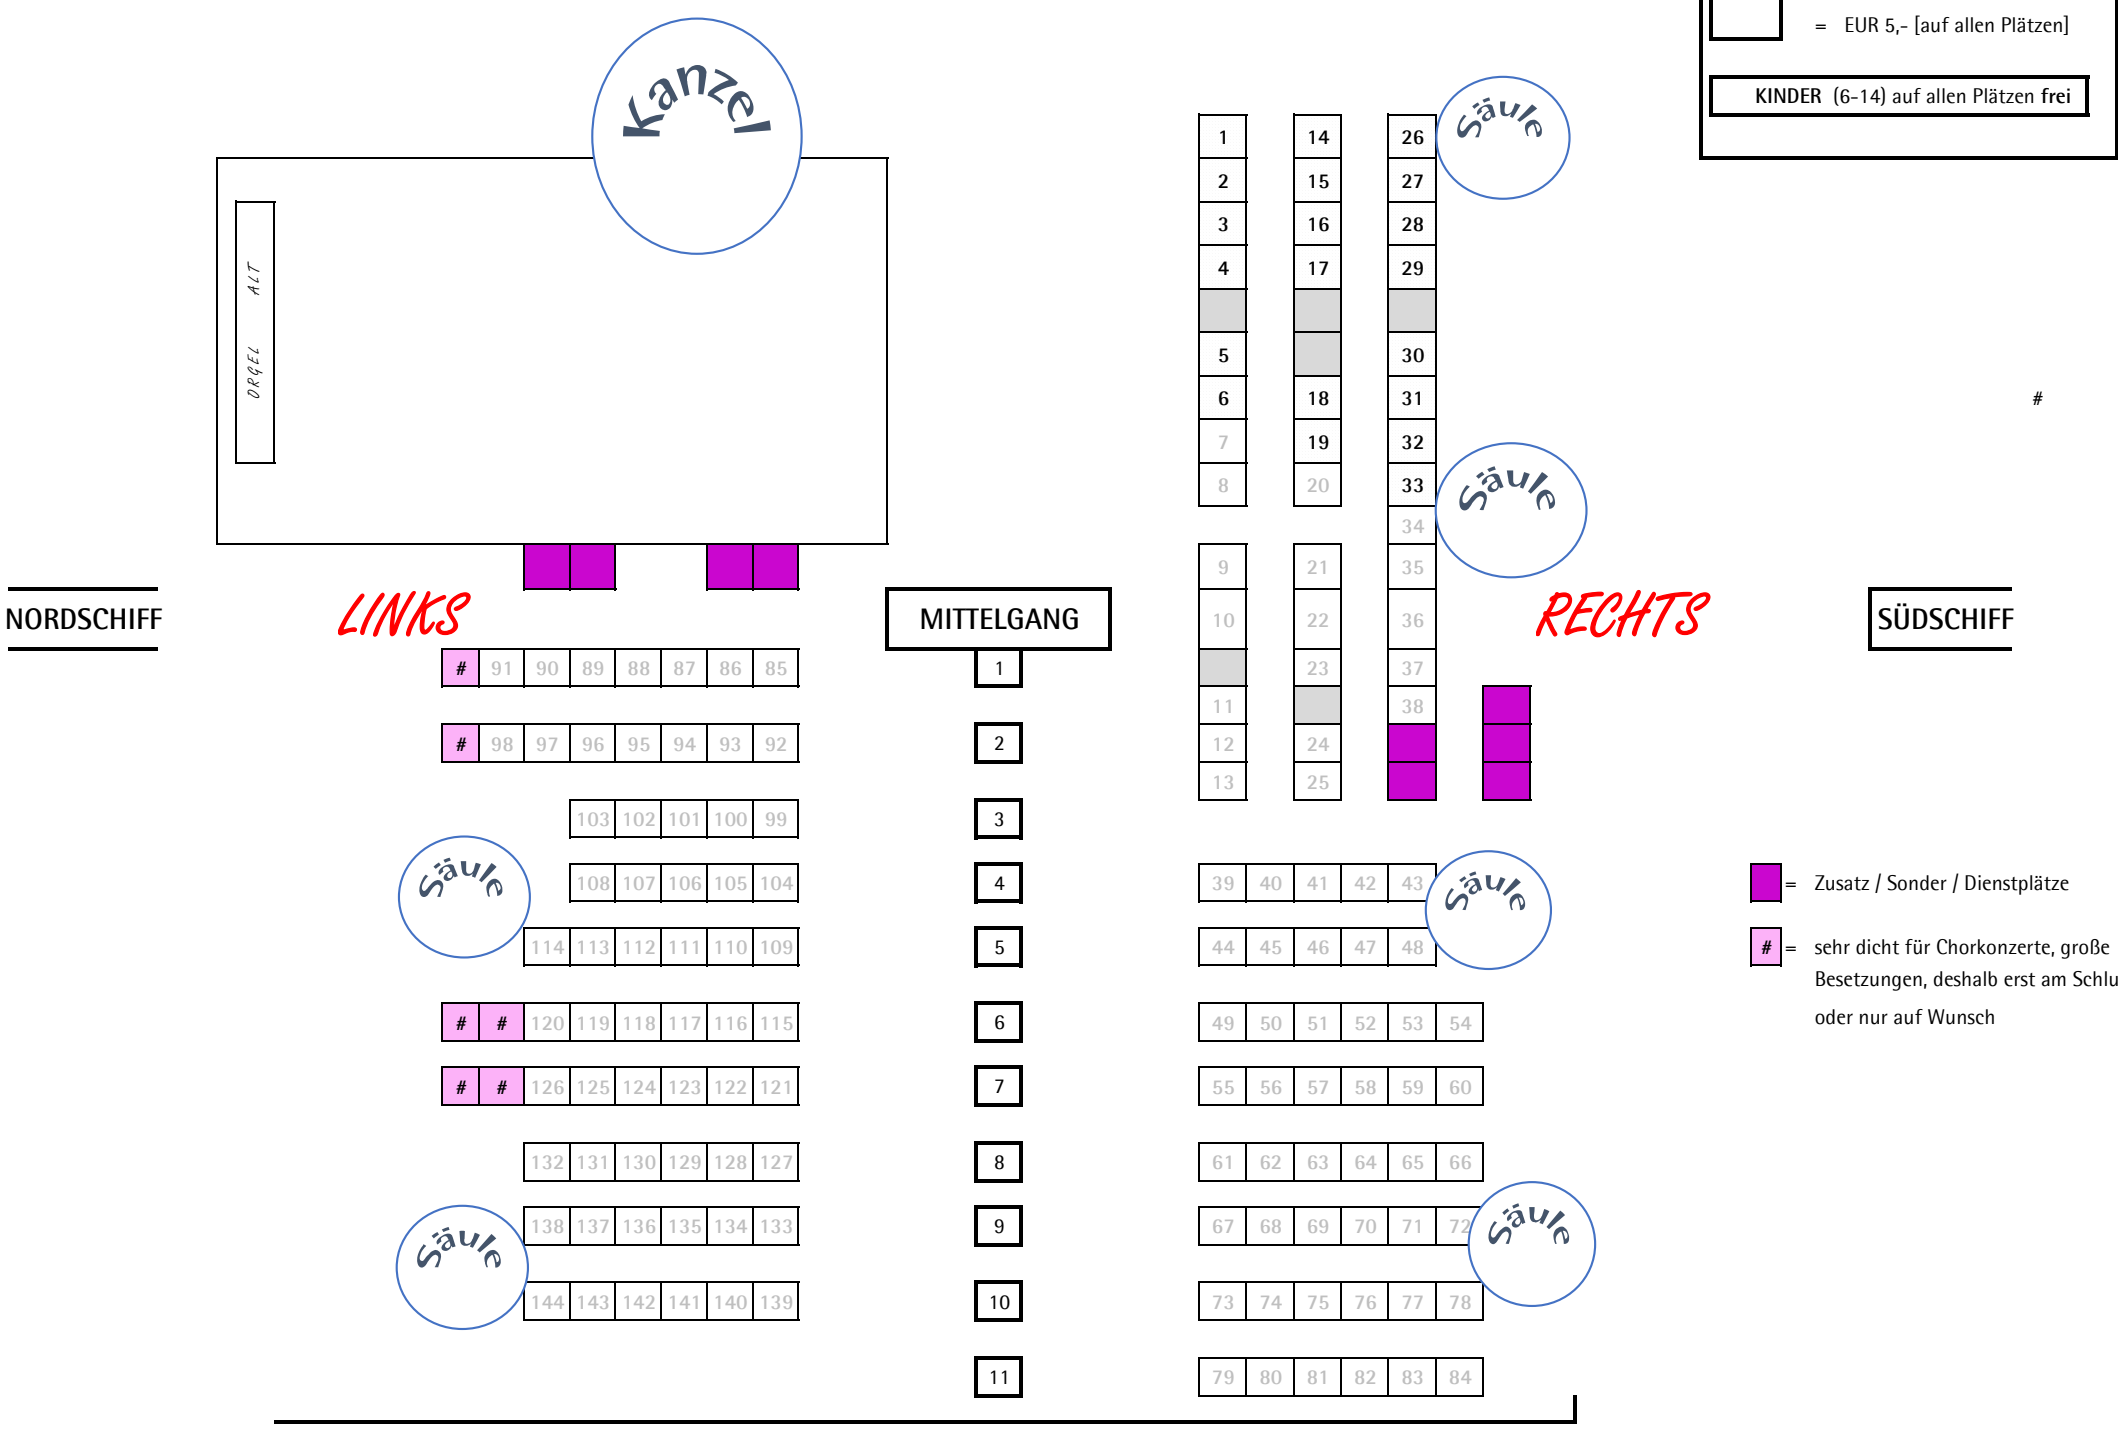 = EUR 5,- [auf allen Plätzen]
Kanzel
Säule
KINDER (6-14) auf allen Plätzen frei
1 14 26
2 15 27
3 16 28
ORGEL ALT
4 17 29
5 30
6 18 31
#
7 19 32
8 20 33
Säule
34
9 21 35
NORDSCHIFF
LINKS
MITTELGANG
10 22 36
RECHTS
SÜDSCHIFF
# 91 90 89 88 87 86 85 1 23 37
11 38
# 98 97 96 95 94 93 92 2 12 24
13 25
103 102 101 100 99 3
Säule
108 107 106 105 104 4 39 40 41 42 43
Säule
= Zusatz / Sonder / Dienstplätze
114 113 112 111 110 109 5 44 45 46 47 48
# = sehr dicht für Chorkonzerte, große
Besetzungen, deshalb erst am Schlu
oder nur auf Wunsch
# # 120 119 118 117 116 115 6 49 50 51 52 53 54
# # 126 125 124 123 122 121 7 55 56 57 58 59 60
132 131 130 129 128 127 8 61 62 63 64 65 66
Säule
138 137 136 135 134 133 9 67 68 69 70 71 72
Säule
144 143 142 141 140 139 10 73 74 75 76 77 78
11 79 80 81 82 83 84